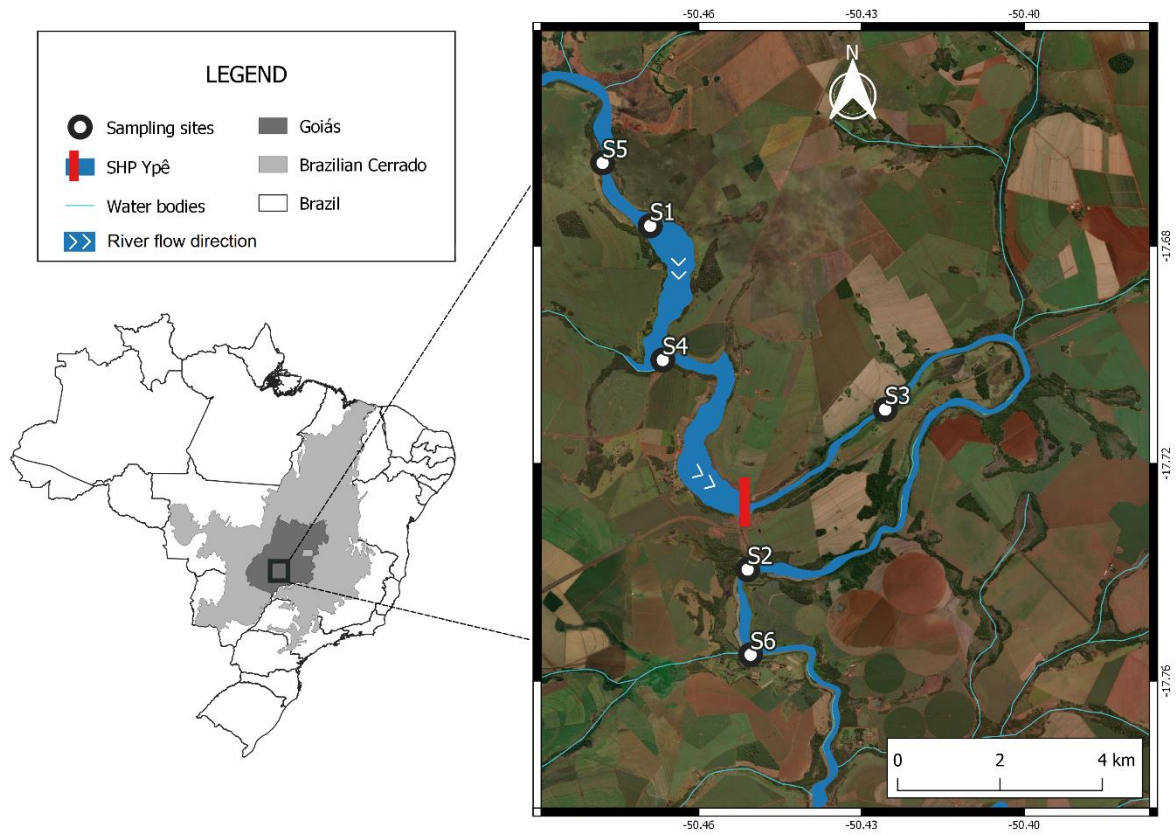 LEGEND
Sampling sites
Goiás
SHP Ypê
Brazilian Cerrado
Water bodies
Brazil
River flow direction
-50.46
-50.43
-50.40
N
S5
S1
-17.68
S4
S3
-17.72
S2
S6
-17.76
0 2 4 km
-50.46
-50.43
-50.40